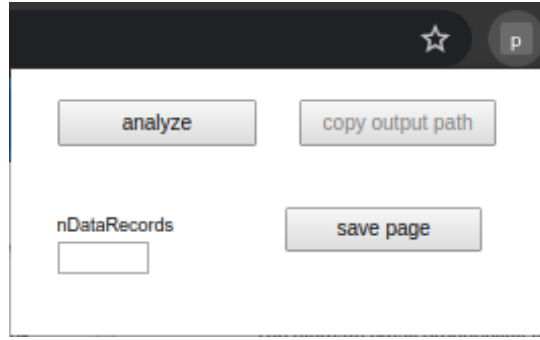 p
analyze
copy output path
nDataRecords
save page